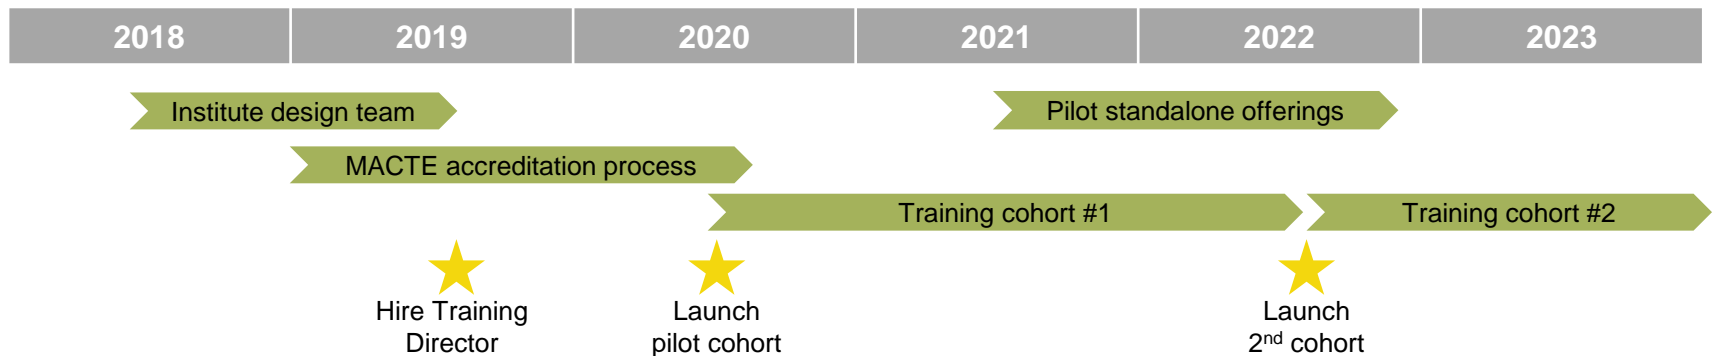 2018 2019 2020 2021 2022 2023
Institute design team
Pilot standalone offerings
MACTE accreditation process
Training cohort #1
Training cohort #2
Hire Training
Director
Launch
pilot cohort
Launch
2nd cohort